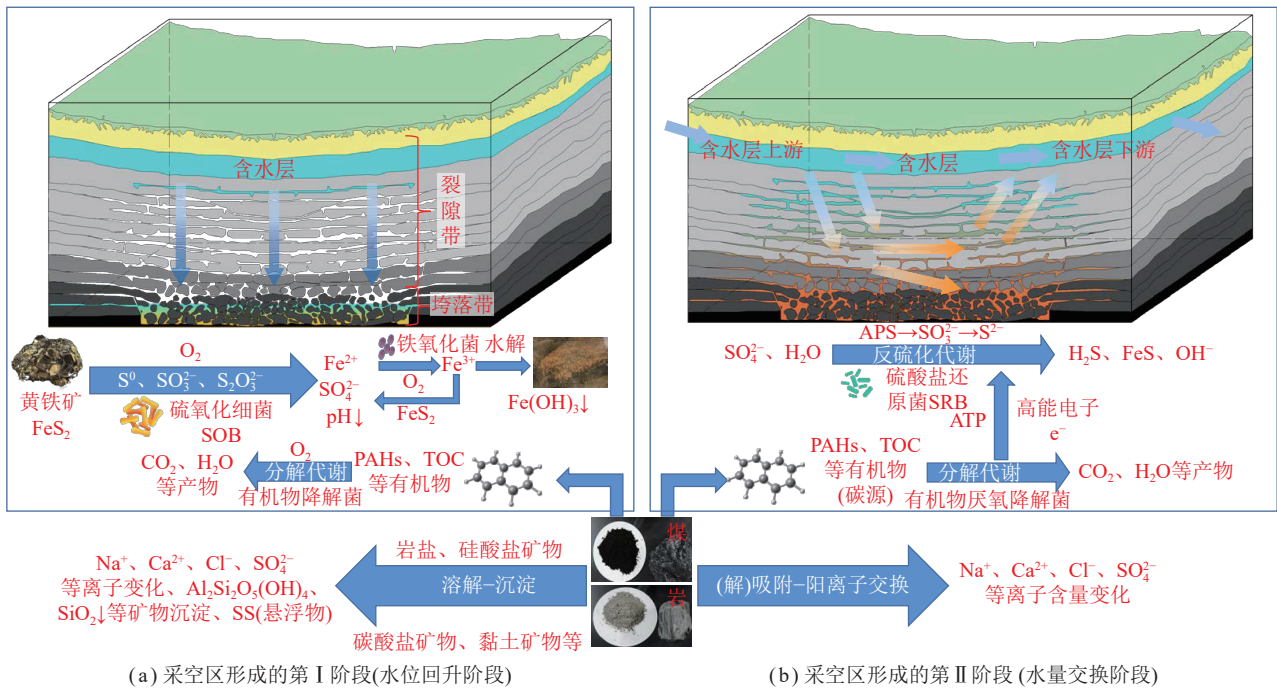 含水层
裂
隙
带
垮落带
黄铁矿
FeS₂
O₂
S⁰、SO₃²⁻、S₂O₃²⁻
硫氧化细菌
SOB
Fe²⁺
SO₄²⁻
pH↓
铁氧化菌 水解
Fe³⁺
O₂
FeS₂
Fe(OH)₃↓
CO₂、H₂O
等产物
O₂
分解代谢
有机物降解菌
PAHs、TOC
等有机物
含水层上游
含水层
含水层下游
SO₄²⁻、H₂O
APS→SO₃²⁻→S²⁻
反硫化代谢
硫酸盐还
原菌SRB
H₂S、FeS、OH⁻
ATP
高能电子
e⁻
PAHs、TOC
等有机物
(碳源)
分解代谢
有机物厌氧降解菌
CO₂、H₂O等产物
Na⁺、Ca²⁺、Cl⁻、SO₄²⁻
等离子变化、Al₂Si₂O₅(OH)₄、
SiO₂↓等矿物沉淀、SS(悬浮物)
岩盐、硅酸盐矿物
溶解−沉淀
碳酸盐矿物、黏土矿物等
煤
岩
(解)吸附−阳离子交换
Na⁺、Ca²⁺、Cl⁻、SO₄²⁻
等离子含量变化
(a) 采空区形成的第Ⅰ阶段(水位回升阶段)
(b) 采空区形成的第Ⅱ阶段 (水量交换阶段)